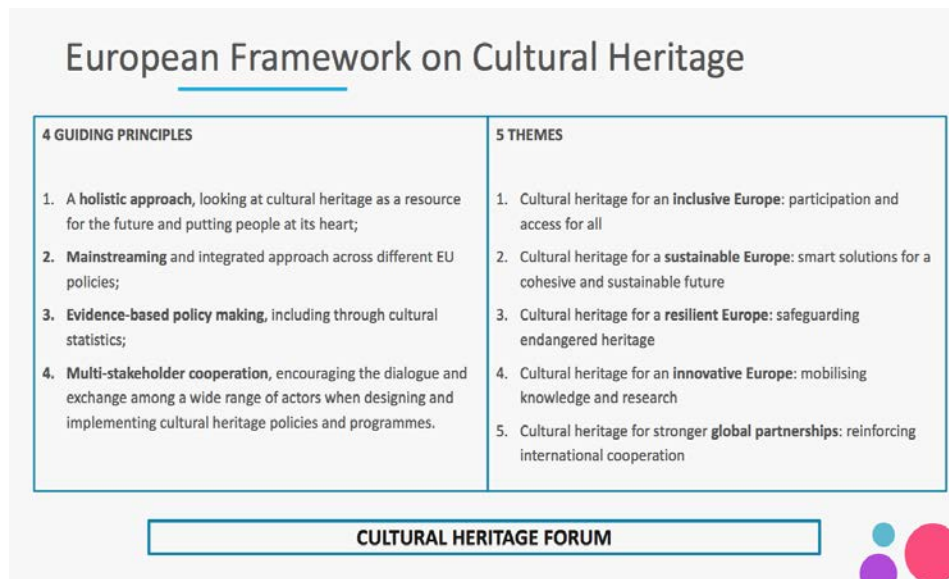 European Framework on Cultural Heritage
4 GUIDING PRINCIPLES
1. A holistic approach, looking at cultural heritage as a resource
for the future and putting people at its heart;
2. Mainstreaming and integrated approach across different EU
policies;
3. Evidence-based policy making, including through cultural
statistics;
4. Multi-stakeholder cooperation, encouraging the dialogue and
exchange among a wide range of actors when designing and
implementing cultural heritage policies and programmes.
5 THEMES
1. Cultural heritage for an inclusive Europe: participation and
access for all
2. Cultural heritage for a sustainable Europe: smart solutions for a
cohesive and sustainable future
3. Cultural heritage for a resilient Europe: safeguarding
endangered heritage
4. Cultural heritage for an innovative Europe: mobilising
knowledge and research
5. Cultural heritage for stronger global partnerships: reinforcing
international cooperation
CULTURAL HERITAGE FORUM